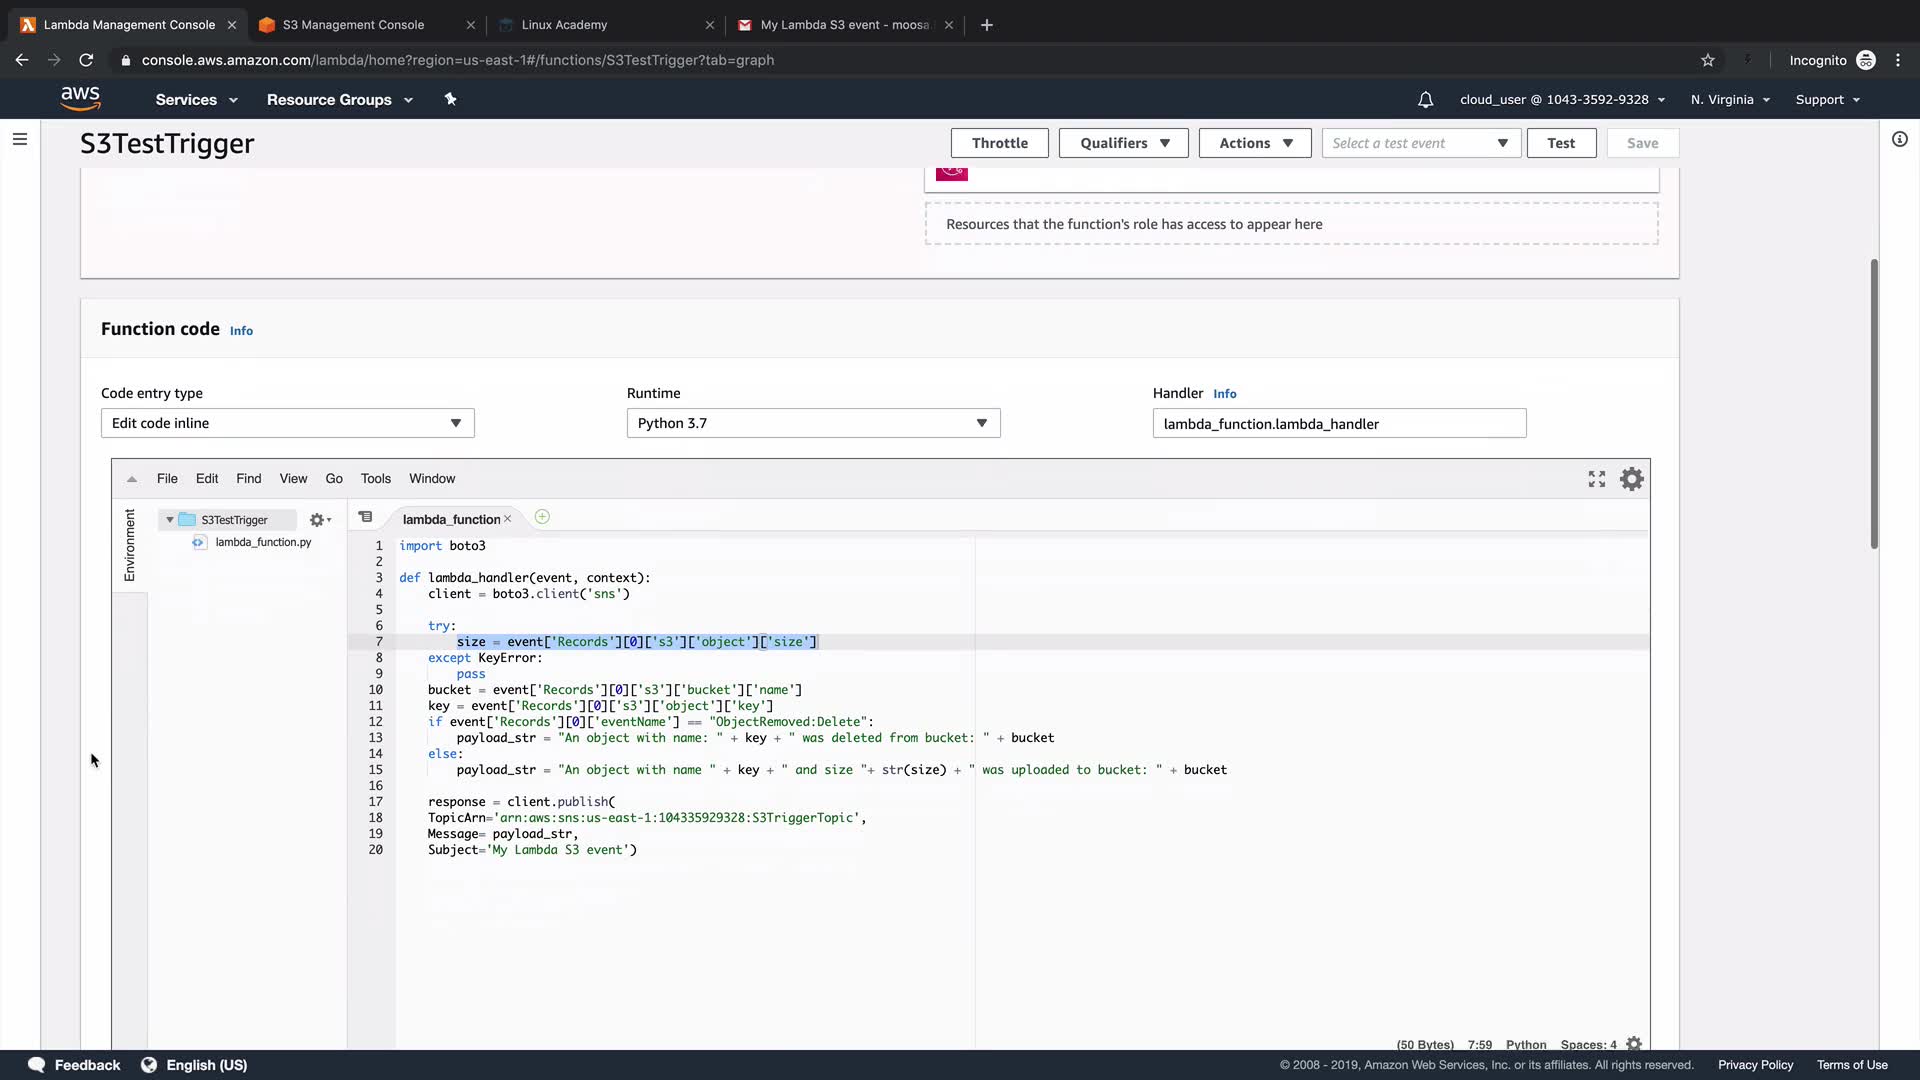 Lambda Management Console
S3 Management Console
Linux Academy
My Lambda S3 event - moosa.
console.aws.amazon.com/lambda/home?region=us-east-1#/functions/S3TestTrigger?tab=graph
Incognito
aws
Services
Resource Groups
cloud_user @ 1043-3592-9328
N. Virginia
Support
S3TestTrigger
Throttle
Qualifiers
Actions
Select a test event
Test
Save
Resources that the function's role has access to appear here
Function code Info
Code entry type
Runtime
Handler Info
Edit code inline
Python 3.7
lambda_function.lambda_handler
File Edit Find View Go Tools Window
Environment
S3TestTrigger
lambda_function.py
lambda_function
1 import boto3
2
3 def lambda_handler(event, context):
4     client = boto3.client('sns')
5
6     try:
7         size = event['Records'][0]['s3']['object']['size']
8     except KeyError:
9         pass
10     bucket = event['Records'][0]['s3']['bucket']['name']
11     key = event['Records'][0]['s3']['object']['key']
12     if event['Records'][0]['eventName'] == "ObjectRemoved:Delete":
13         payload_str = "An object with name: " + key + " was deleted from bucket: " + bucket
14     else:
15         payload_str = "An object with name " + key + " and size "+ str(size) + " was uploaded to bucket: " + bucket
16
17     response = client.publish(
18     TopicArn='arn:aws:sns:us-east-1:104335929328:S3TriggerTopic',
19     Message= payload_str,
20     Subject='My Lambda S3 event')
(50 Bytes) 7:59 Python Spaces: 4
Feedback
English (US)
© 2008 - 2019, Amazon Web Services, Inc. or its affiliates. All rights reserved.
Privacy Policy
Terms of Use